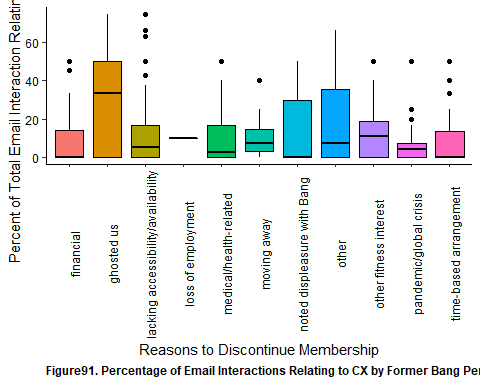 Percent of Total Email Interaction Relatin
60
40
20
0
financial
ghosted us
lacking accessibility/availability
loss of employment
medical/health-related
moving away
noted displeasure with Bang
other
other fitness interest
pandemic/global crisis
time-based arrangement
Reasons to Discontinue Membership
Figure91. Percentage of Email Interactions Relating to CX by Former Bang Per